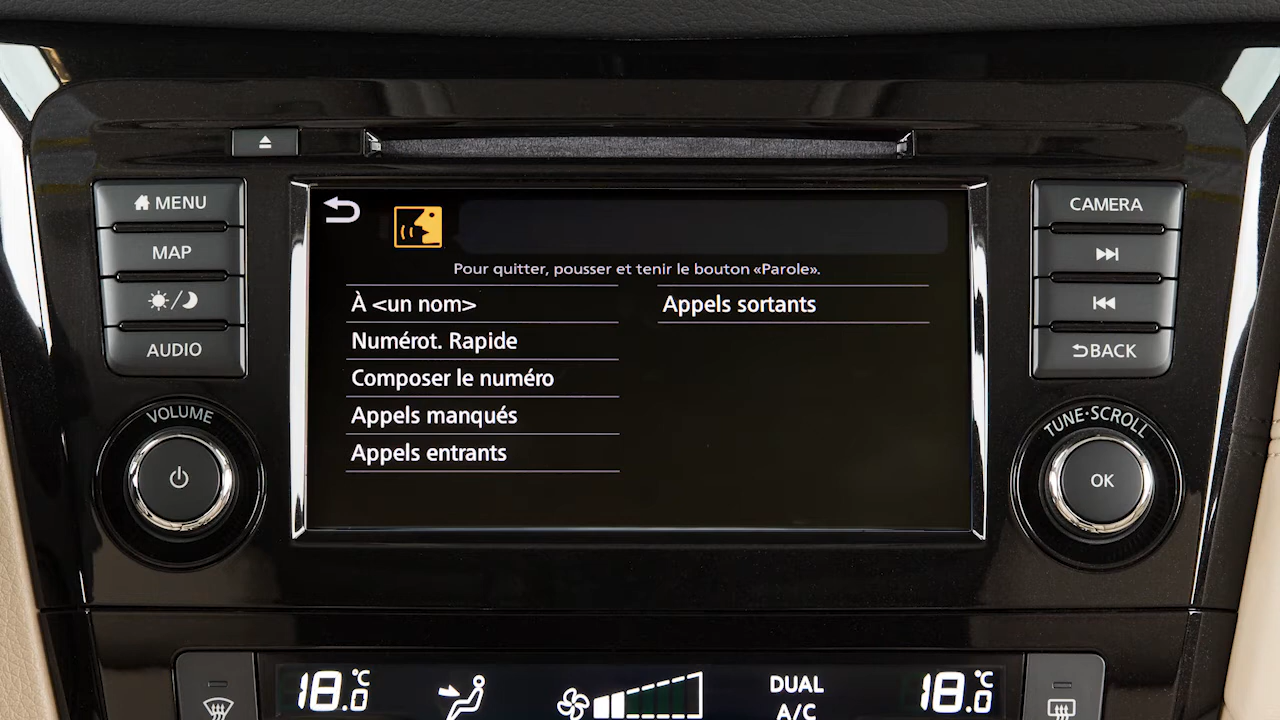 MENU
MAP
AUDIO
VOLUME
Pour quitter, pousser et tenir le bouton «Parole».
À <un nom>
Numérot. Rapide
Composer le numéro
Appels manqués
Appels entrants
Appels sortants
CAMERA
BACK
TUNE·SCROLL
OK
18.0°C
DUAL
A/C
18.0°C